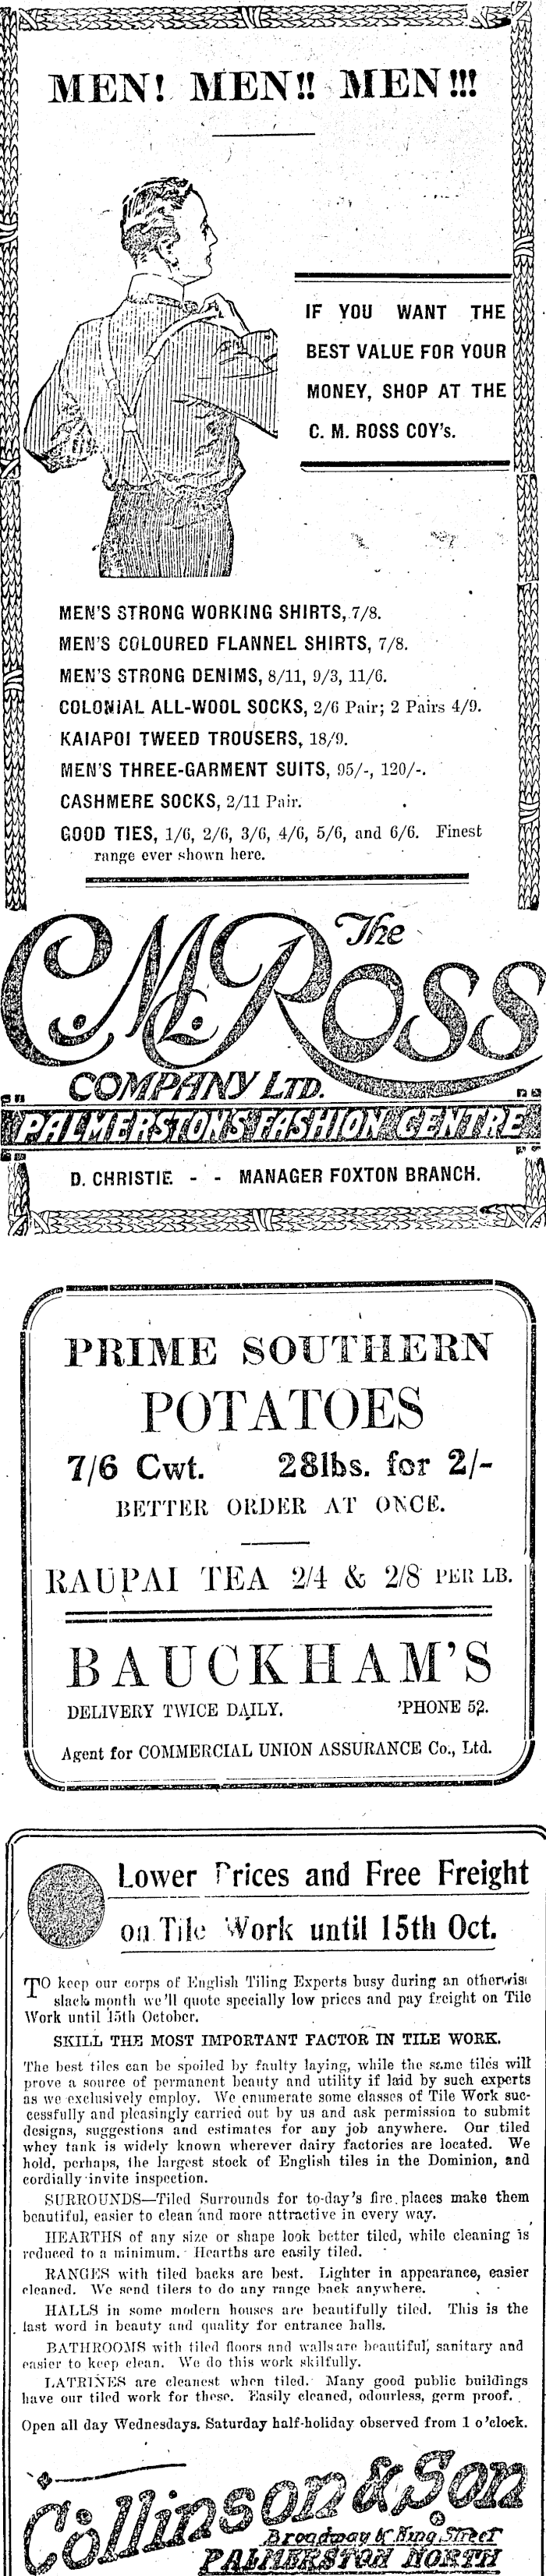 MEN! MEN!! MEN!!!
IF YOU WANT THE
BEST VALUE FOR YOUR
MONEY, SHOP AT THE
C. M. ROSS COY's.
MEN'S STRONG WORKING SHIRTS, 7/8.
MEN'S COLOURED FLANNEL SHIRTS, 7/8.
MEN'S STRONG DENIMS, 8/11, 9/3, 11/6.
COLONIAL ALL-WOOL SOCKS, 2/6 Pair; 2 Pairs 4/9.
KAIAPOI TWEED TROUSERS, 18/9.
MEN'S THREE-GARMENT SUITS, 95/-, 120/-.
CASHMERE SOCKS, 2/11 Pair.
GOOD TIES, 1/6, 2/6, 3/6, 4/6, 5/6, and 6/6. Finest
range ever shown here.
The
C.M. Ross Co.
COMPANY LTD.
PALMERSTON'S FASHION CENTRE
D. CHRISTIE - - MANAGER FOXTON BRANCH.
PRIME SOUTHERN
POTATOES
7/6 Cwt. 28lbs. for 2/-
BETTER ORDER AT ONCE.
RAUPAI TEA 2/4 & 2/8 PER LB.
BAUCKHAM'S
DELIVERY TWICE DAILY. 'PHONE 52.
Agent for COMMERCIAL UNION ASSURANCE Co., Ltd.
Lower Prices and Free Freight
on Tile Work until 15th Oct.
TO keep our corps of English Tiling Experts busy during an otherwise
slack month we'll quote specially low prices and pay freight on Tile
Work until 15th October.
SKILL THE MOST IMPORTANT FACTOR IN TILE WORK.
The best tiles can be spoiled by faulty laying, while the same tiles will
prove a source of permanent beauty and utility if laid by such experts
as we exclusively employ. We enumerate some classes of Tile Work suc-
cessfully and pleasingly carried out by us and ask permission to submit
designs, suggestions and estimates for any job anywhere. Our tiled
whey tank is widely known wherever dairy factories are located. We
hold, perhaps, the largest stock of English tiles in the Dominion, and
cordially invite inspection.
SURROUNDS—Tiled Surrounds for to-day's fire places make them
beautiful, easier to clean and more attractive in every way.
HEARTHS of any size or shape look better tiled, while cleaning is
reduced to a minimum. Hearths are easily tiled.
RANGES with tiled backs are best. Lighter in appearance, easier
cleaned. We send tilers to do any range back anywhere.
HALLS in some modern houses are beautifully tiled. This is the
last word in beauty and quality for entrance halls.
BATHROOMS with tiled floors and walls are beautiful, sanitary and
easier to keep clean. We do this work skilfully.
LATRINES are cleanest when tiled. Many good public buildings
have our tiled work for these. Easily cleaned, odourless, germ proof.
Open all day Wednesdays. Saturday half-holiday observed from 1 o'clock.
Collinson & Son
Broadway & King Street
PALMERSTON NORTH